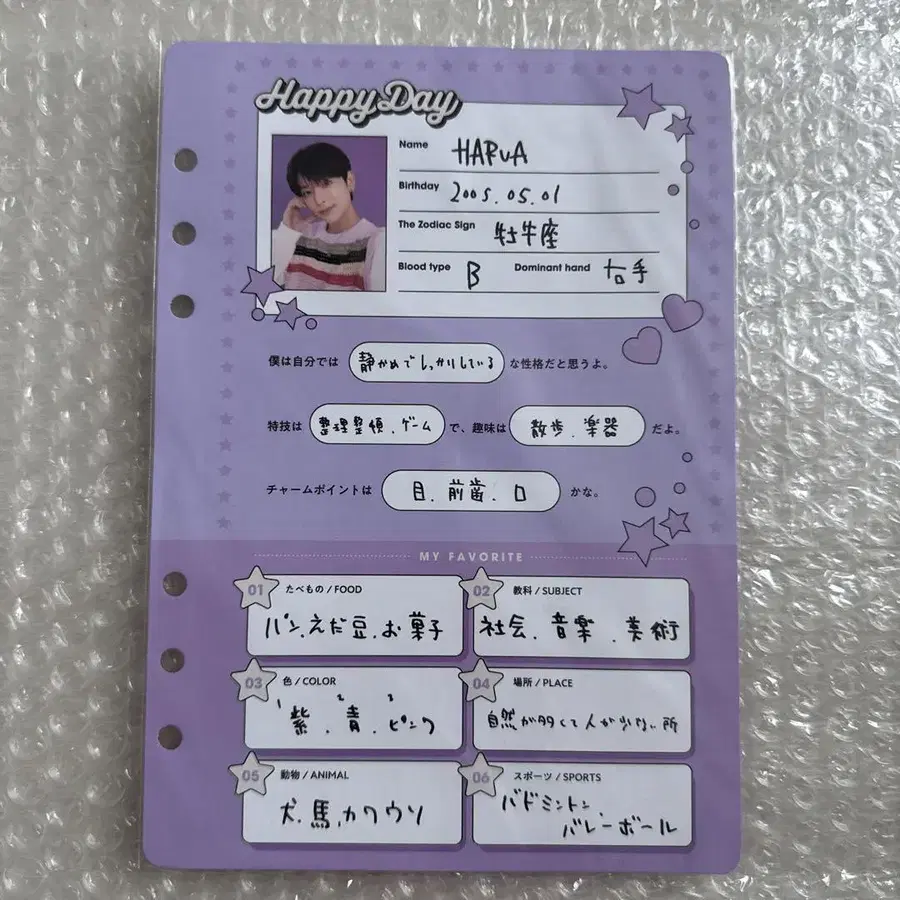 Happy Day
Name HARUA
Birthday 2005.05.01
The Zodiac Sign 牡牛座
Blood type B Dominant hand 右手
僕は自分では 静かめでしっかりしている な性格だと思うよ。
特技は 整理整頓、ゲーム で、趣味は 散歩、楽器 だよ。
チャームポイントは 目、前歯、口 かな。
MY FAVORITE
01 たべもの / FOOD
パン、えだ豆、お菓子
02 教科 / SUBJECT
社会、音楽、美術
03 色 / COLOR
1 2 3
紫、青、ピンク
04 場所 / PLACE
自然が多くて人が少ない所
05 動物 / ANIMAL
犬、馬、カワウソ
06 スポーツ / SPORTS
バドミントン、
バレーボール